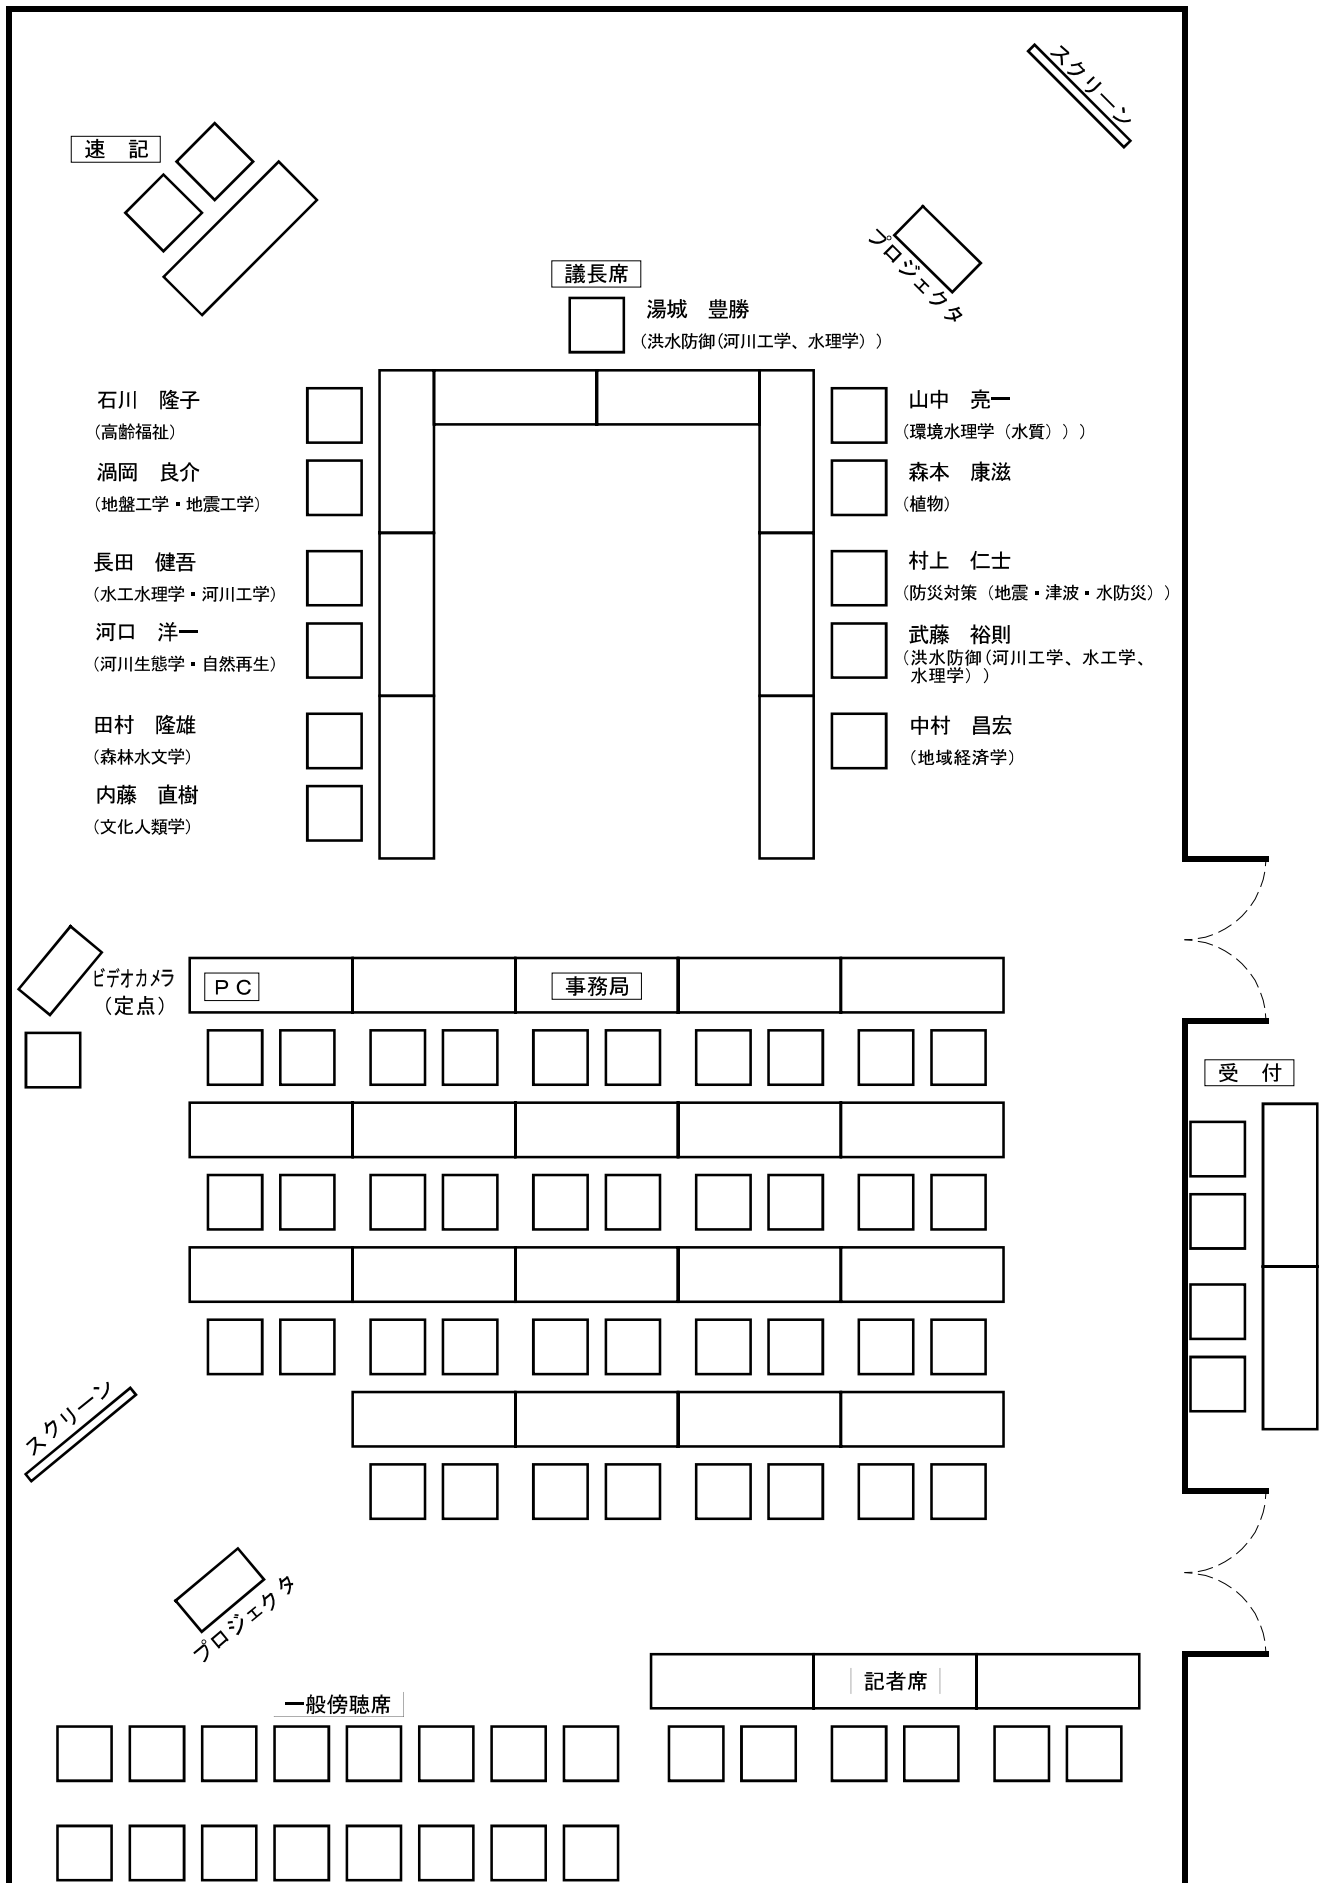 スクリーン
速　記
プロジェクタ
議長席
湯城　豊勝
（洪水防御（河川工学、水理学））
石川　隆子
（高齢福祉）
渦岡　良介
（地盤工学・地震工学）
長田　健吾
（水工水理学・河川工学）
河口　洋一
（河川生態学・自然再生）
田村　隆雄
（森林水文学）
内藤　直樹
（文化人類学）
山中　亮一
（環境水理学（水質）））
森本　康滋
（植物）
村上　仁士
（防災対策（地震・津波・水防災））
武藤　裕則
（洪水防御（河川工学、水工学、
水理学））
中村　昌宏
（地域経済学）
ビデオカメラ
（定点）
ＰＣ
事務局
受　付
スクリーン
プロジェクタ
記者席
一般傍聴席